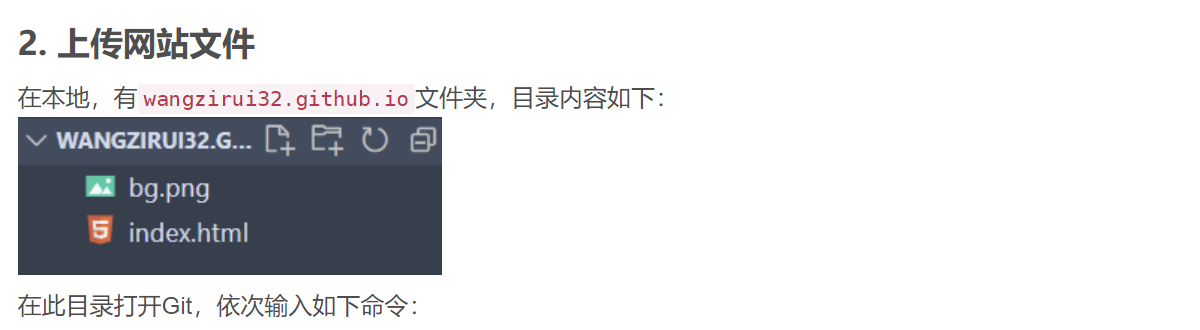 2. 上传网站文件
在本地，有wangzirui32.github.io文件夹，目录内容如下：
WANGZIRUI32.G...
bg.png
index.html
在此目录打开Git，依次输入如下命令：